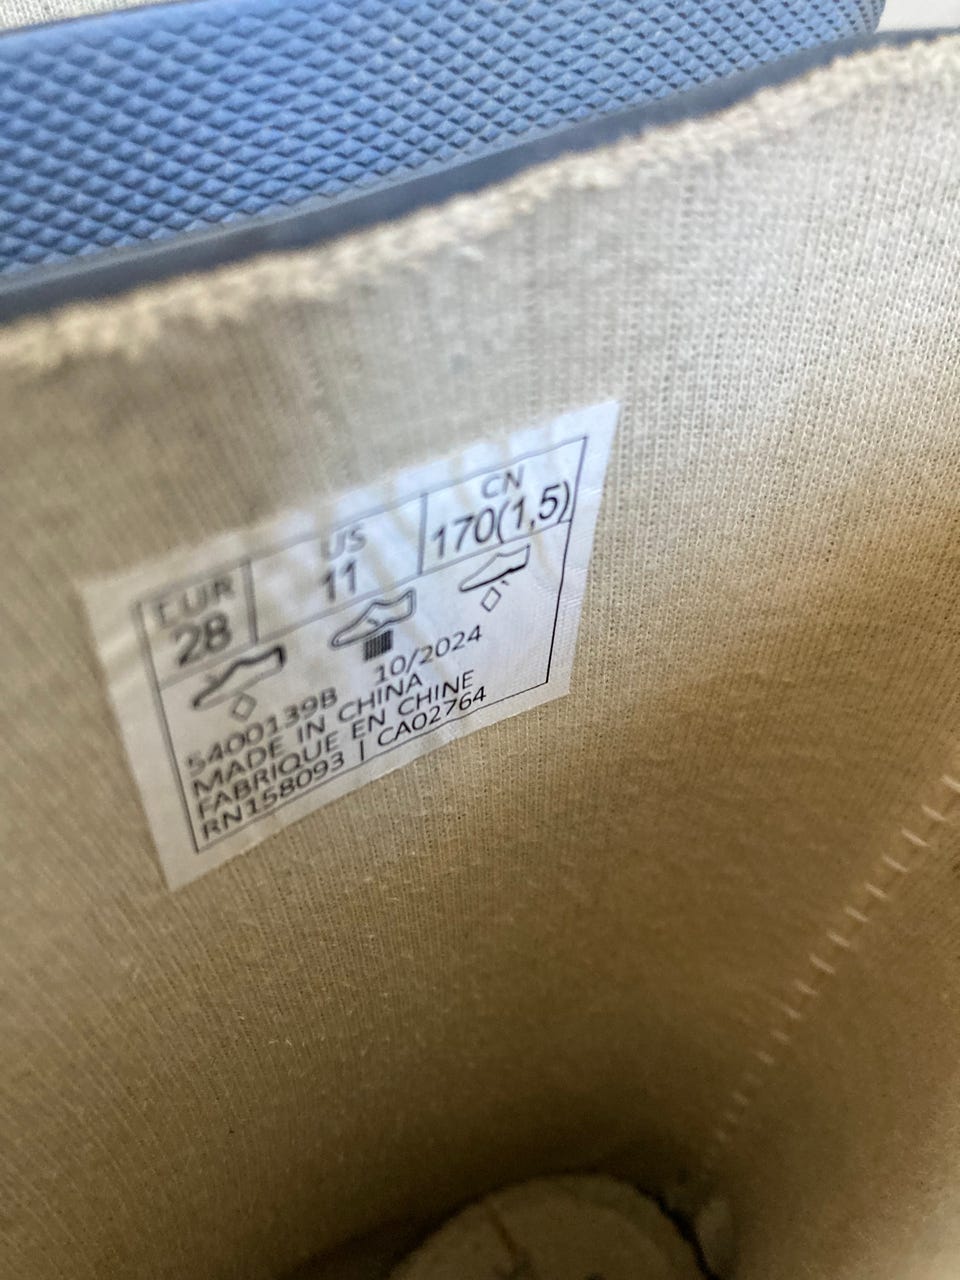 EUR US CN
28 11 170(1,5)
5400139B 10/2024
MADE IN CHINA
FABRIQUE EN CHINE
RN158093 | CA02764